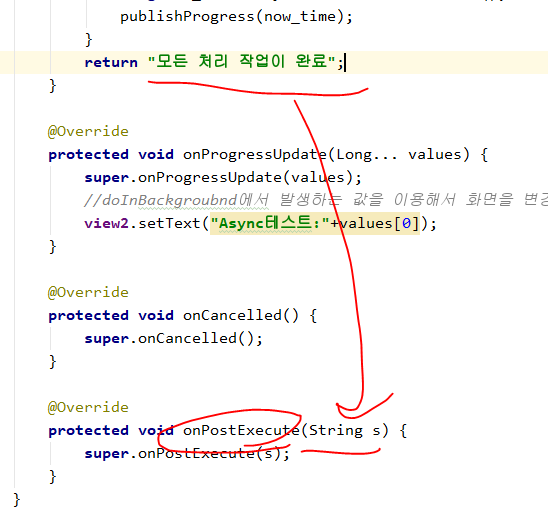 publishProgress(now_time);
}
return "모든 처리 작업이 완료";
}
@Override
protected void onProgressUpdate(Long... values) {
super.onProgressUpdate(values);
//doInBackgroubnd에서 발생하는 값을 이용해서 화면을 변경
view2.setText("Async테스트:"+values[0]);
}
@Override
protected void onCancelled() {
super.onCancelled();
}
@Override
protected void onPostExecute(String s) {
super.onPostExecute(s);
}
}